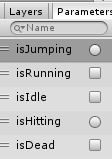 Layers Parameters
Name
isJumping
isRunning
isIdle
isHitting
isDead